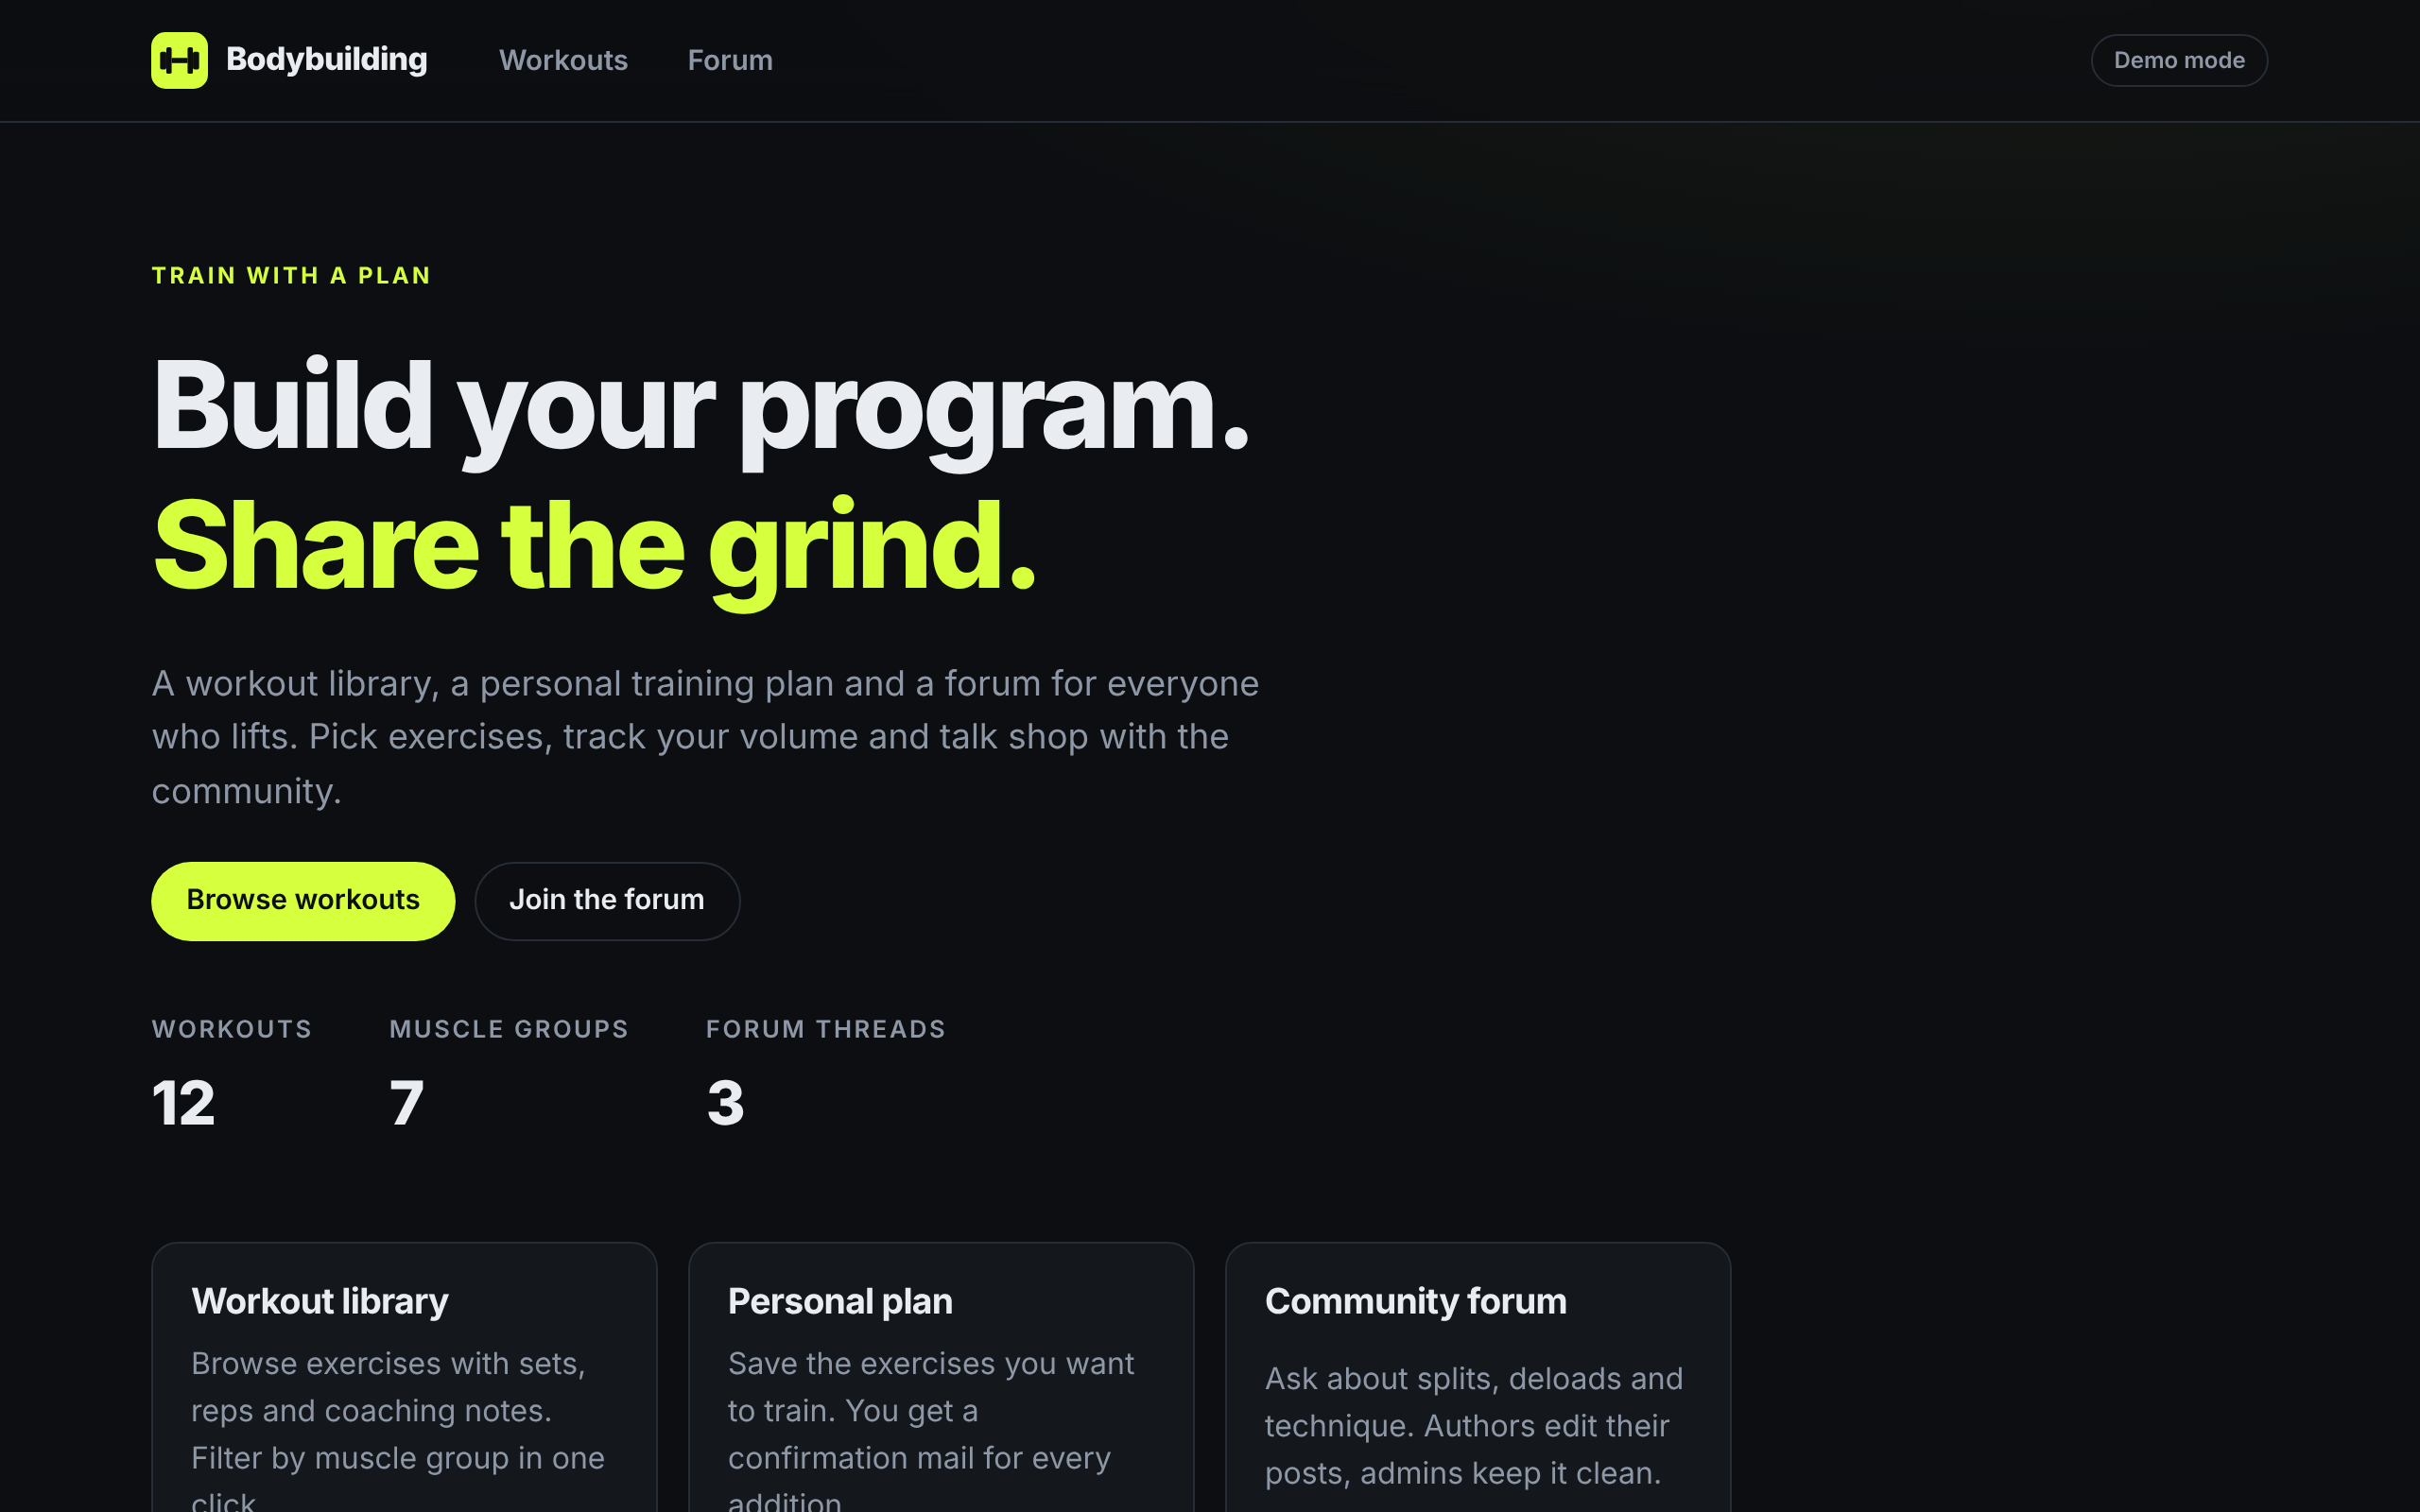 Bodybuilding
Workouts
Forum
Demo mode
TRAIN WITH A PLAN
Build your program.
Share the grind.
A workout library, a personal training plan and a forum for everyone
who lifts. Pick exercises, track your volume and talk shop with the
community.
Browse workouts
Join the forum
WORKOUTS
12
MUSCLE GROUPS
7
FORUM THREADS
3
Workout library
Browse exercises with sets,
reps and coaching notes.
Filter by muscle group in one
click
Personal plan
Save the exercises you want
to train. You get a
confirmation mail for every
addition
Community forum
Ask about splits, deloads and
technique. Authors edit their
posts, admins keep it clean.